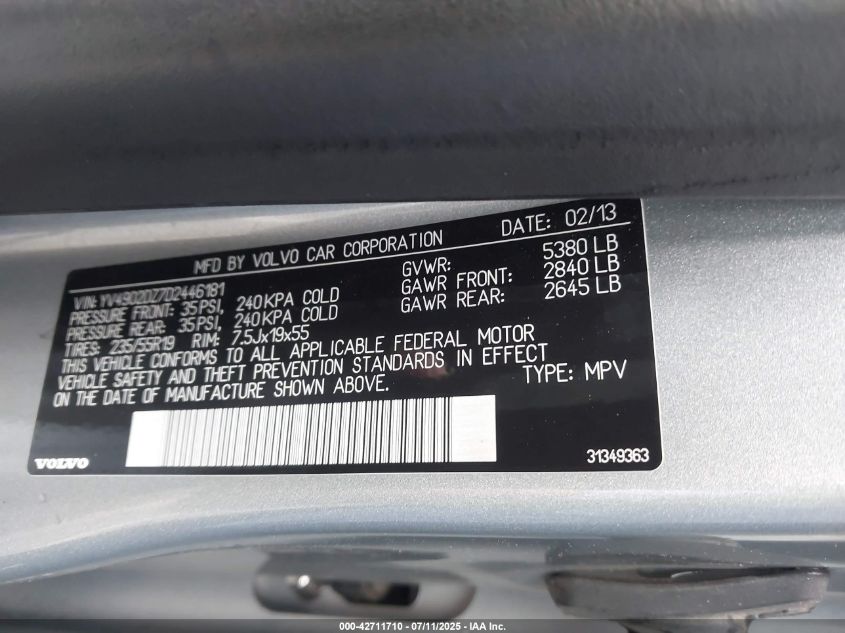 MFD BY VOLVO CAR CORPORATION DATE: 02/13
VIN: YV4902DZ7D2446181
PRESSURE FRONT: 35PSI, 240KPA COLD
PRESSURE REAR: 35PSI, 240KPA COLD
TIRES: 235/55R19 RIM: 7.5Jx19x55
GVWR: 5380 LB
GAWR FRONT: 2840 LB
GAWR REAR: 2645 LB
THIS VEHICLE CONFORMS TO ALL APPLICABLE FEDERAL MOTOR
VEHICLE SAFETY AND THEFT PREVENTION STANDARDS IN EFFECT
ON THE DATE OF MANUFACTURE SHOWN ABOVE.
TYPE: MPV
VOLVO
31349363
000-42711710 - 07/11/2025 - IAA Inc.